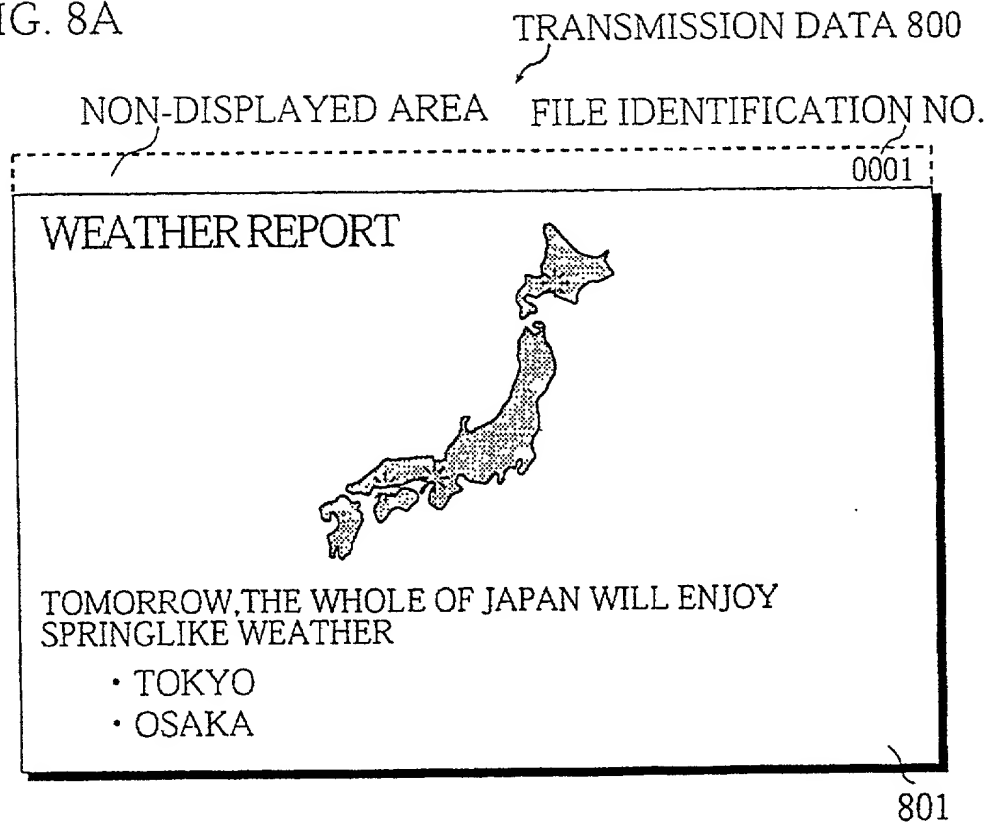 IG. 8A
TRANSMISSION DATA 800
NON-DISPLAYED AREA
FILE IDENTIFICATION NO.
0001
WEATHER REPORT
TOMORROW,THE WHOLE OF JAPAN WILL ENJOY
SPRINGLIKE WEATHER
・TOKYO
・OSAKA
801